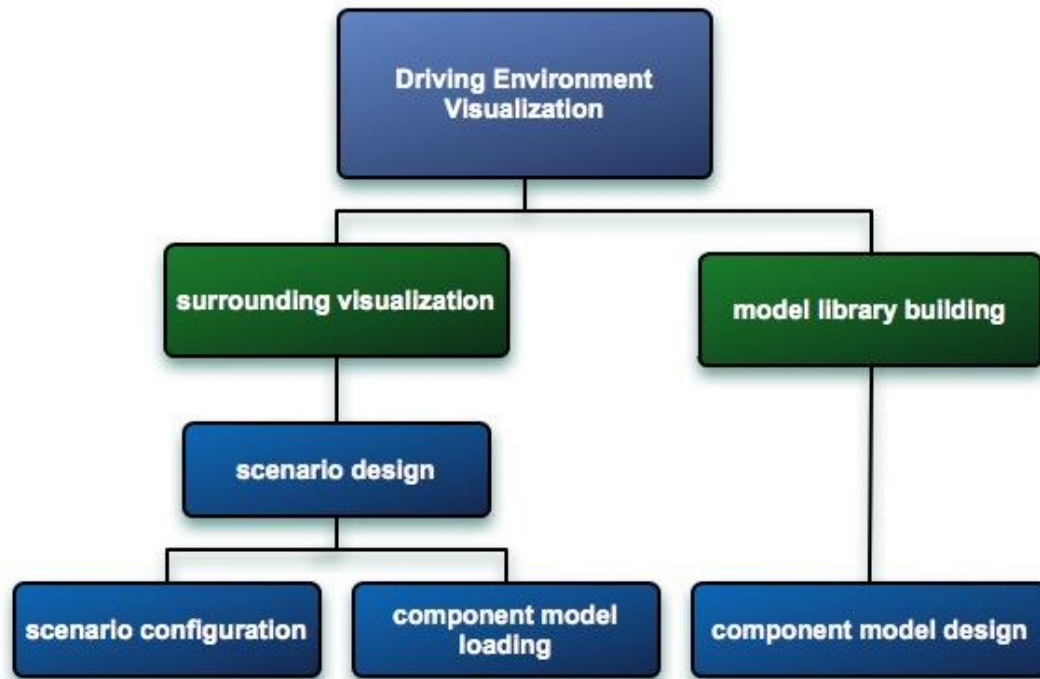 Driving Environment
Visualization
surrounding visualization
model library building
scenario design
scenario configuration
component model
loading
component model design